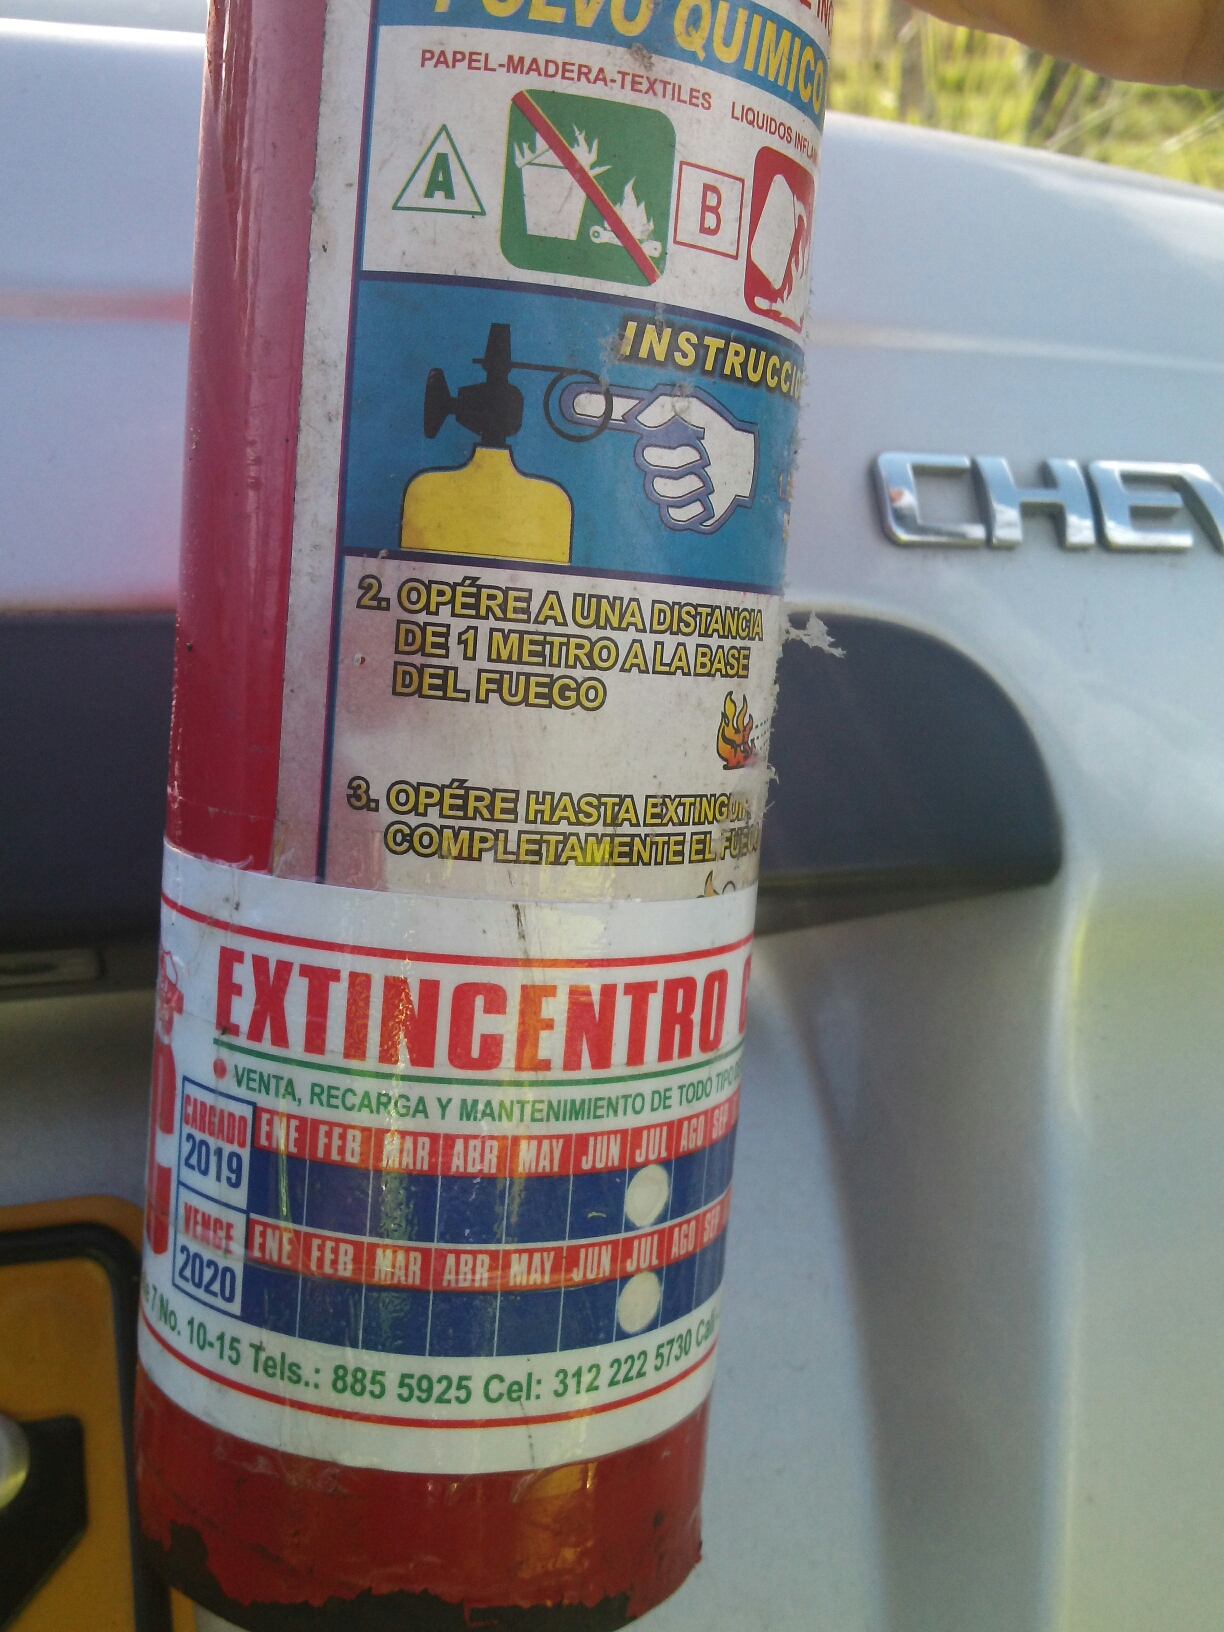 POLVO QUIMICO
PAPEL-MADERA-TEXTILES
LIQUIDOS
A
B
2. OPÉRE A UNA DISTANCIA
DE 1 METRO A LA BASE
DEL FUEGO
3. OPÉRE HASTA
COMPLETAMENTE EL FUEGO
EXTINCENTRO
VENTA, RECARGA Y MANTENIMIENTO DE TODO TIPO
CARGADO
2019
ENE FEB MAR ABR MAY JUN JUL AGO SEP
VENCE
2020
ENE FEB MAR ABR MAY JUN JUL AGO SEP
7 No. 10-15 Tels.: 885 5925 Cel: 312 222 5730
CHEV